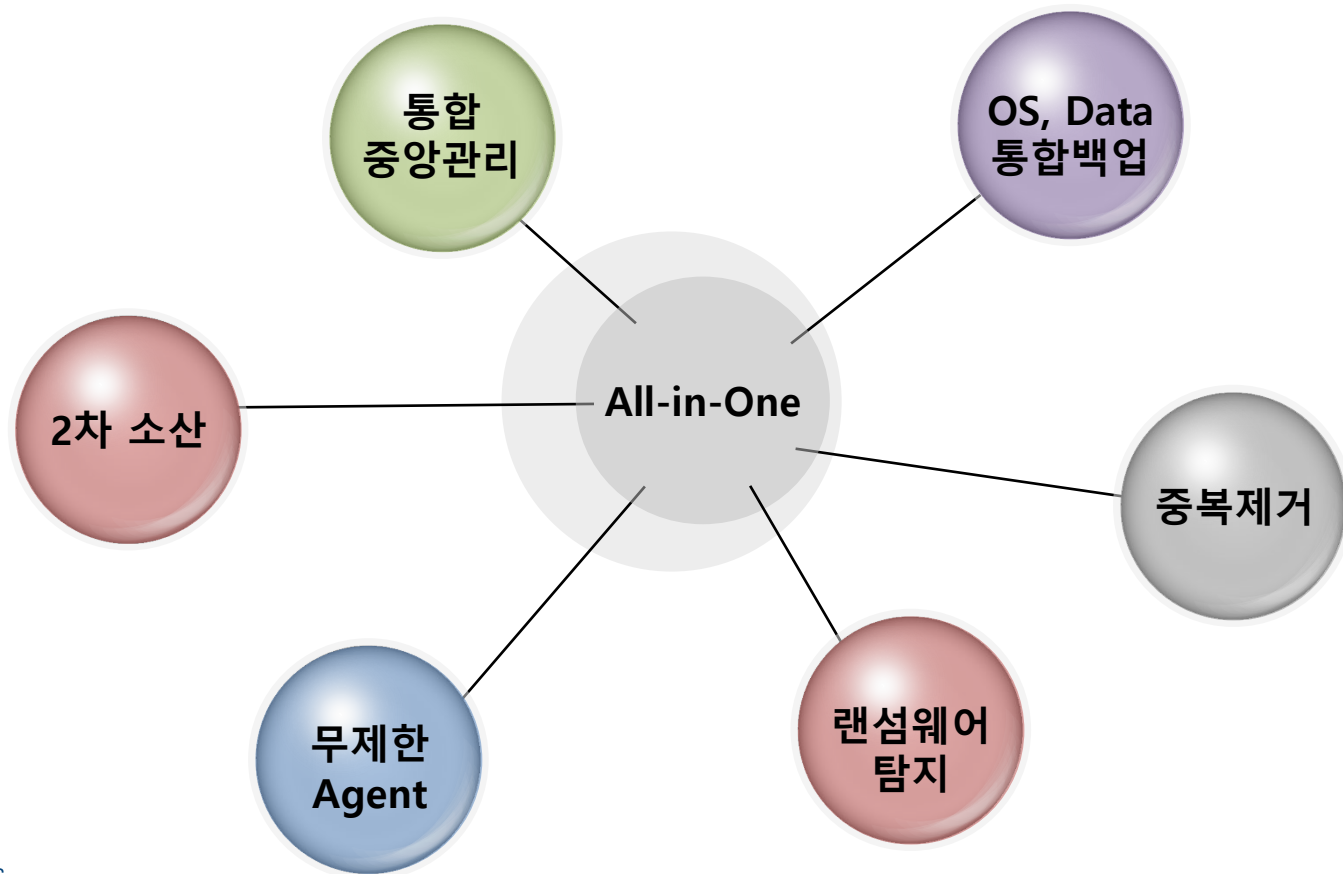 통합
중앙관리
OS, Data
통합백업
All-in-One
2차 소산
중복제거
무제한
Agent
랜섬웨어
탐지